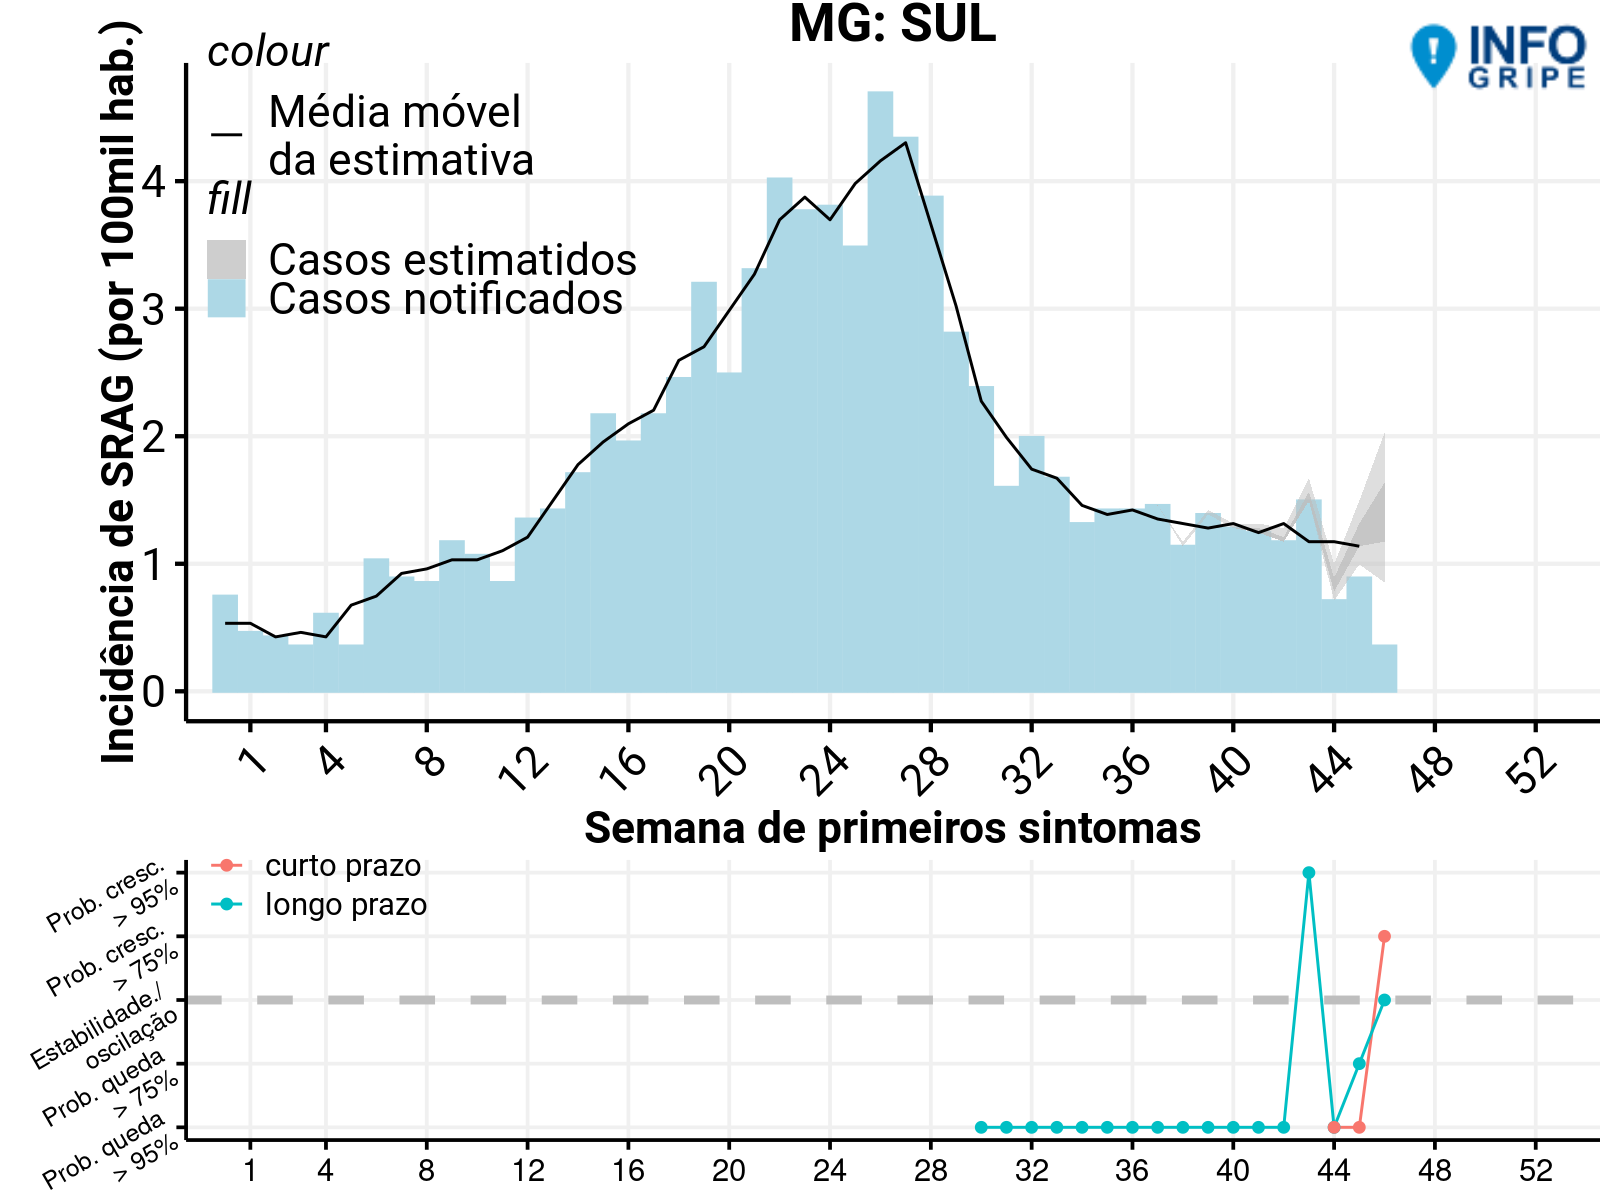 MG: SUL
INFO
GRIPE
colour
Média móvel
da estimativa
fill
Casos estimatidos
Casos notificados
Incidência de SRAG (por 100mil hab.)
4
3
2
1
0
1 4 8 12 16 20 24 28 32 36 40 44 48 52
Semana de primeiros sintomas
curto prazo
longo prazo
Prob. cresc.
> 95%
Prob. cresc.
> 75%
Estabilidade./
oscilação
Prob. queda
> 75%
Prob. queda
> 95%
1 4 8 12 16 20 24 28 32 36 40 44 48 52